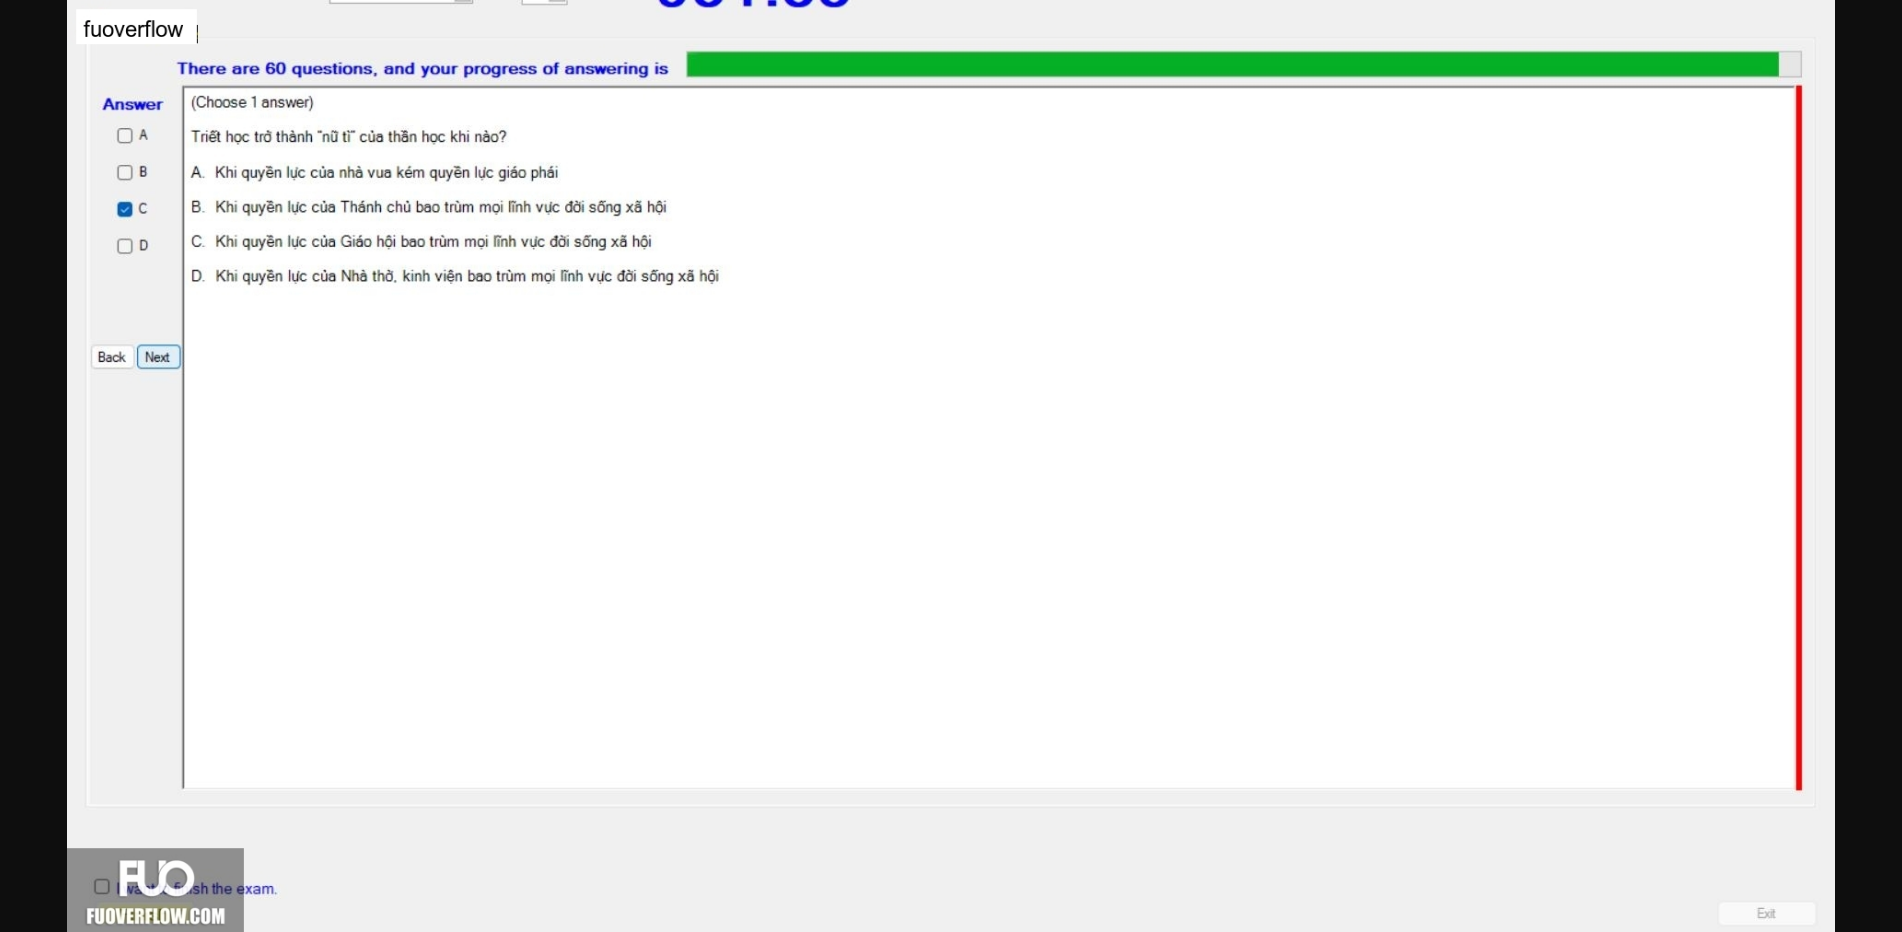 fuoverflow
There are 60 questions, and your progress of answering is
Answer
(Choose 1 answer)
A
Triết học trở thành "nữ tì" của thần học khi nào?
B
A. Khi quyền lực của nhà vua kém quyền lực giáo phái
C
B. Khi quyền lực của Thánh chủ bao trùm mọi lĩnh vực đời sống xã hội
D
C. Khi quyền lực của Giáo hội bao trùm mọi lĩnh vực đời sống xã hội
D. Khi quyền lực của Nhà thờ, kinh viện bao trùm mọi lĩnh vực đời sống xã hội
Back Next
FUO
the exam.
FUOVERFLOW.COM
Exit